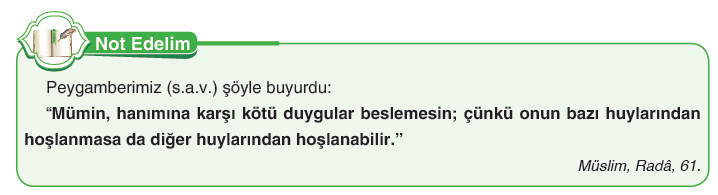 Not Edelim
Peygamberimiz (s.a.v.) şöyle buyurdu:
“Mümin, hanımına karşı kötü duygular beslemesin; çünkü onun bazı huylarından
hoşlanmasa da diğer huylarından hoşlanabilir.”
Müslim, Radâ, 61.